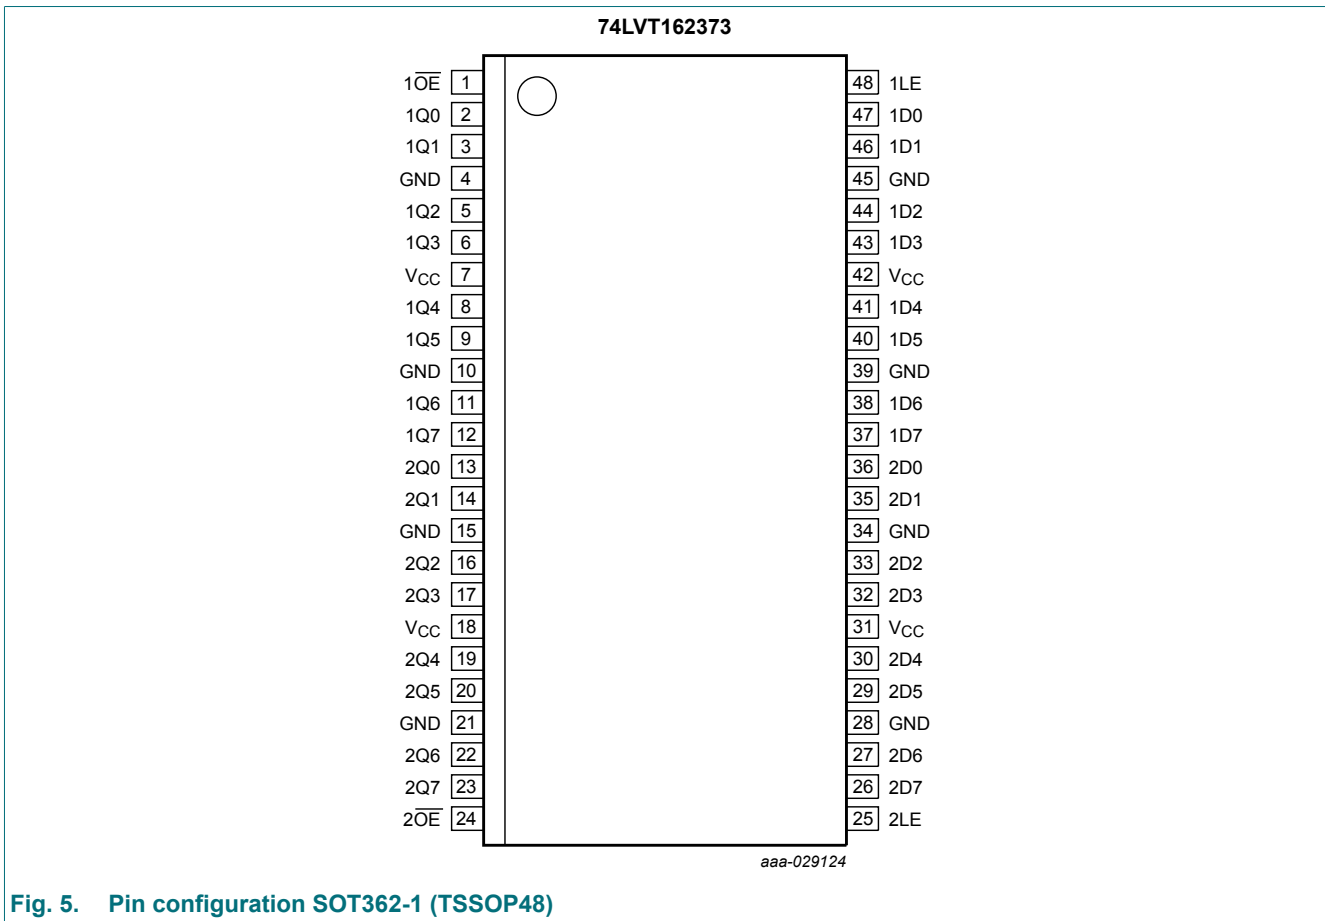 74LVT162373
1OE 1 48 1LE
1Q0 2 47 1D0
1Q1 3 46 1D1
GND 4 45 GND
1Q2 5 44 1D2
1Q3 6 43 1D3
VCC 7 42 VCC
1Q4 8 41 1D4
1Q5 9 40 1D5
GND 10 39 GND
1Q6 11 38 1D6
1Q7 12 37 1D7
2Q0 13 36 2D0
2Q1 14 35 2D1
GND 15 34 GND
2Q2 16 33 2D2
2Q3 17 32 2D3
VCC 18 31 VCC
2Q4 19 30 2D4
2Q5 20 29 2D5
GND 21 28 GND
2Q6 22 27 2D6
2Q7 23 26 2D7
2OE 24 25 2LE
aaa-029124
Fig. 5. Pin configuration SOT362-1 (TSSOP48)